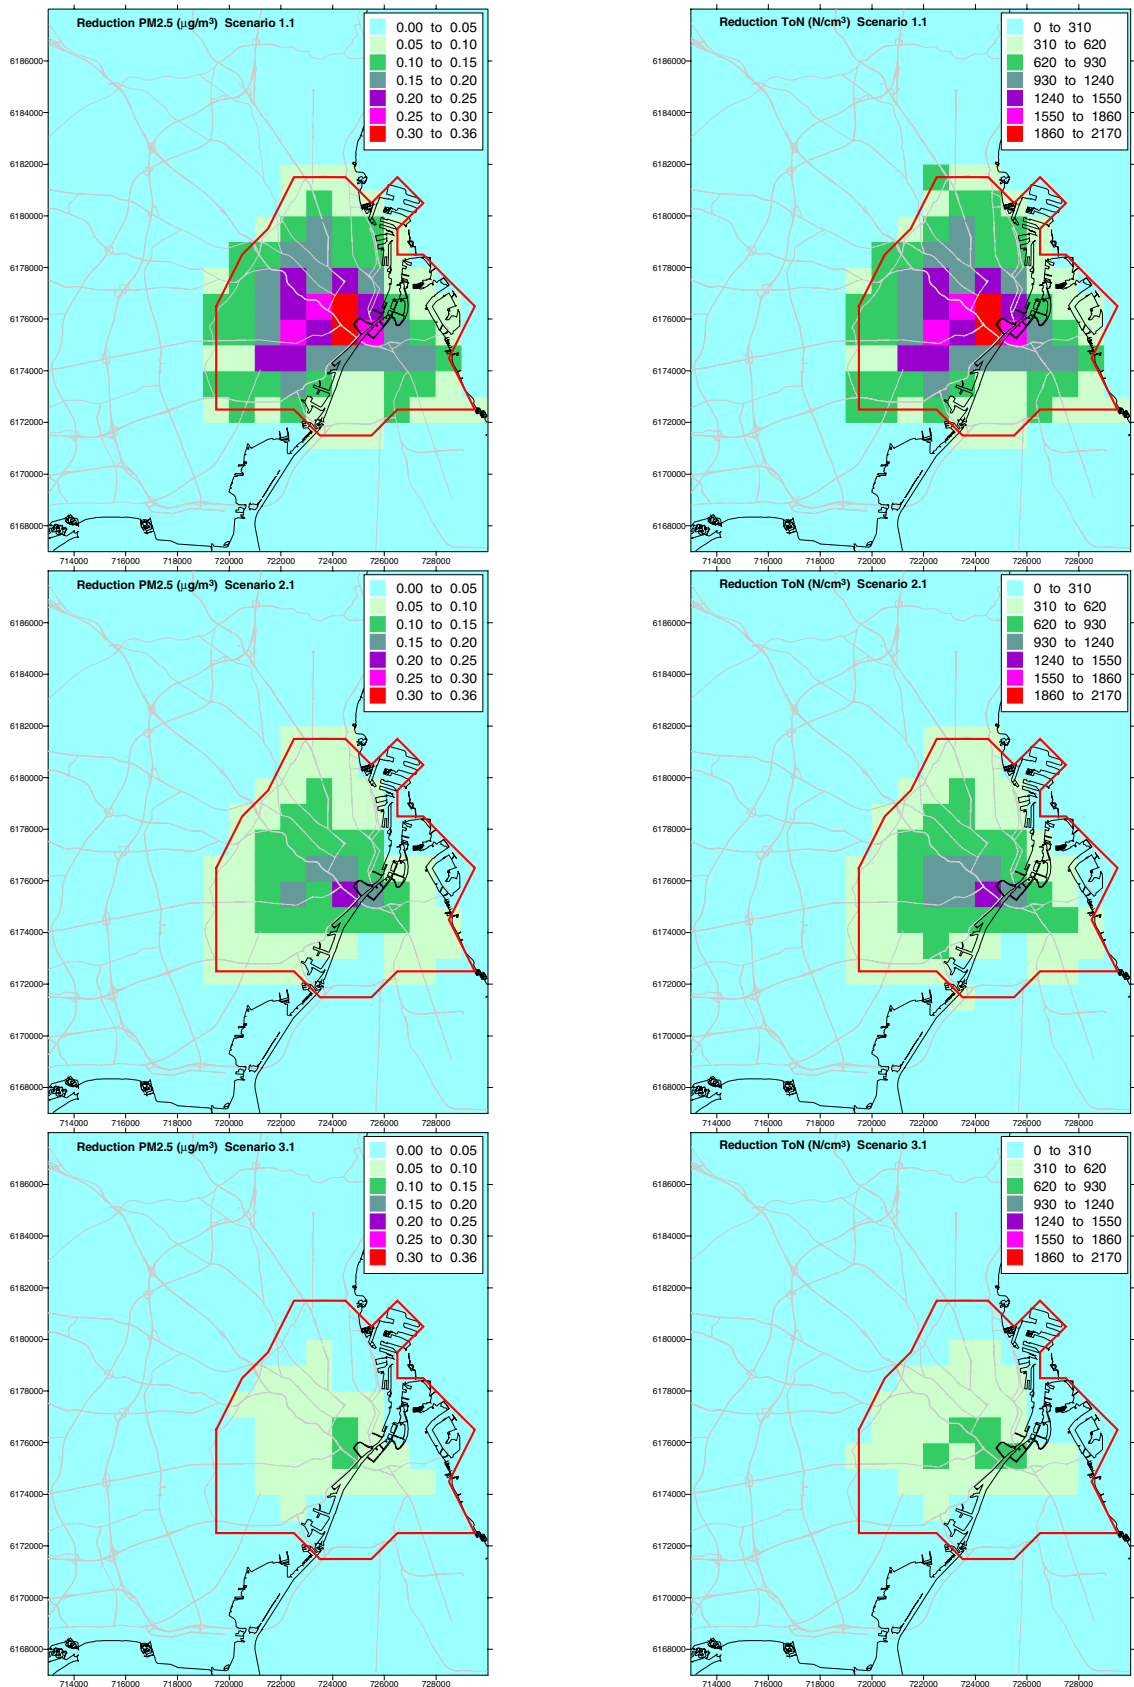 Reduction PM2.5 (µg/m³) Scenario 1.1
0.00 to 0.05
0.05 to 0.10
0.10 to 0.15
0.15 to 0.20
0.20 to 0.25
0.25 to 0.30
0.30 to 0.36
6186000
6184000
6182000
6180000
6178000
6176000
6174000
6172000
6170000
6168000
714000 716000 718000 720000 722000 724000 726000 728000
Reduction ToN (N/cm³) Scenario 1.1
0 to 310
310 to 620
620 to 930
930 to 1240
1240 to 1550
1550 to 1860
1860 to 2170
6186000
6184000
6182000
6180000
6178000
6176000
6174000
6172000
6170000
6168000
714000 716000 718000 720000 722000 724000 726000 728000
Reduction PM2.5 (µg/m³) Scenario 2.1
0.00 to 0.05
0.05 to 0.10
0.10 to 0.15
0.15 to 0.20
0.20 to 0.25
0.25 to 0.30
0.30 to 0.36
6186000
6184000
6182000
6180000
6178000
6176000
6174000
6172000
6170000
6168000
714000 716000 718000 720000 722000 724000 726000 728000
Reduction ToN (N/cm³) Scenario 2.1
0 to 310
310 to 620
620 to 930
930 to 1240
1240 to 1550
1550 to 1860
1860 to 2170
6186000
6184000
6182000
6180000
6178000
6176000
6174000
6172000
6170000
6168000
714000 716000 718000 720000 722000 724000 726000 728000
Reduction PM2.5 (µg/m³) Scenario 3.1
0.00 to 0.05
0.05 to 0.10
0.10 to 0.15
0.15 to 0.20
0.20 to 0.25
0.25 to 0.30
0.30 to 0.36
6186000
6184000
6182000
6180000
6178000
6176000
6174000
6172000
6170000
6168000
714000 716000 718000 720000 722000 724000 726000 728000
Reduction ToN (N/cm³) Scenario 3.1
0 to 310
310 to 620
620 to 930
930 to 1240
1240 to 1550
1550 to 1860
1860 to 2170
6186000
6184000
6182000
6180000
6178000
6176000
6174000
6172000
6170000
6168000
714000 716000 718000 720000 722000 724000 726000 728000